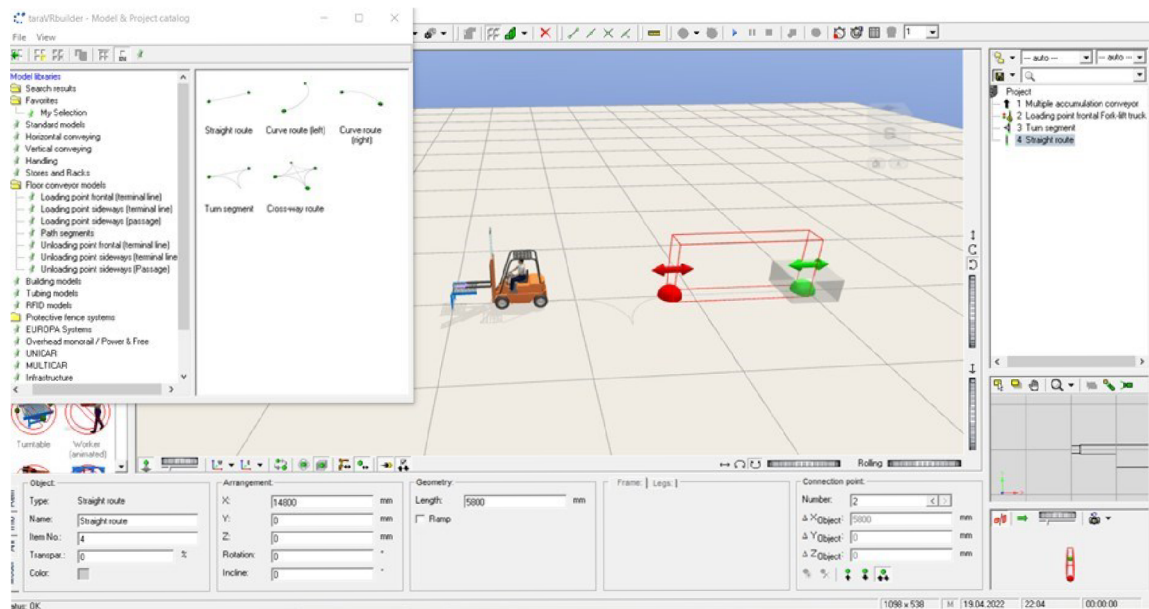 taraVRbuilder - Model & Project catalog
File View
Model libraries
Search results
Favorites
My Selection
Standard models
Horizontal conveying
Vertical conveying
Handling
Stores and Racks
Floor conveyor models
Loading point frontal (terminal line)
Loading point sideways (terminal line)
Loading point sideways (passage)
Path segments
Unloading point frontal (terminal line)
Unloading point sideways (terminal line
Unloading point sideways (Passage)
Building models
Tubing models
RFID models
Protective fence systems
EUROPA Systems
Overhead monorail / Power & Free
UNICAR
MULTICAR
Infrastructure
Straight route
Curve route (left)
Curve route
(right)
Turn segment
Cross-way route
1
-- auto --
-- auto --
Project
1 Multiple accumulation conveyor
2 Loading point frontal Fork-lift truck
3 Turn segment
4 Straight route
Turntable
Worker
(animated)
Rolling
Object:
Type: Straight route
Name: Straight route
Item No.: 4
Transpar.: 0 %
Color:
Arrangement:
X: 14800 mm
Y: 0 mm
Z: 0 mm
Rotation: 0 °
Incline: 0 °
Geometry:
Length: 5800 mm
Ramp
Frame: Legs:
Connection point:
Number: 2
Δ X Object: 5800 mm
Δ Y Object: 0 mm
Δ Z Object: 0 mm
1098 x 538 M 19.04.2022 22:04 00:00:00